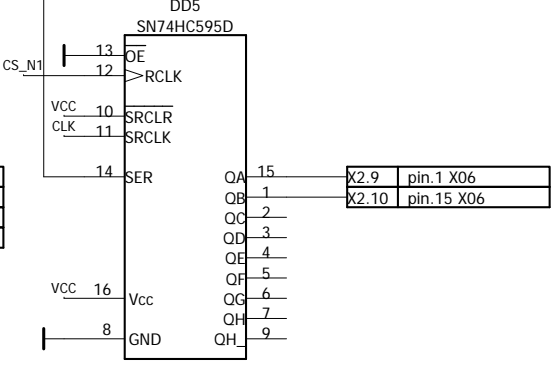 DD5
SN74HC595D
13 OE
CS_N1 12 RCLK
VCC 10 SRCLR
CLK 11 SRCLK
14 SER QA 15 X2.9 pin.1 X06
QB 1 X2.10 pin.15 X06
QC 2
QD 3
QE 4
QF 5
VCC 16 Vcc QG 6
QH 7
8 GND QH_ 9